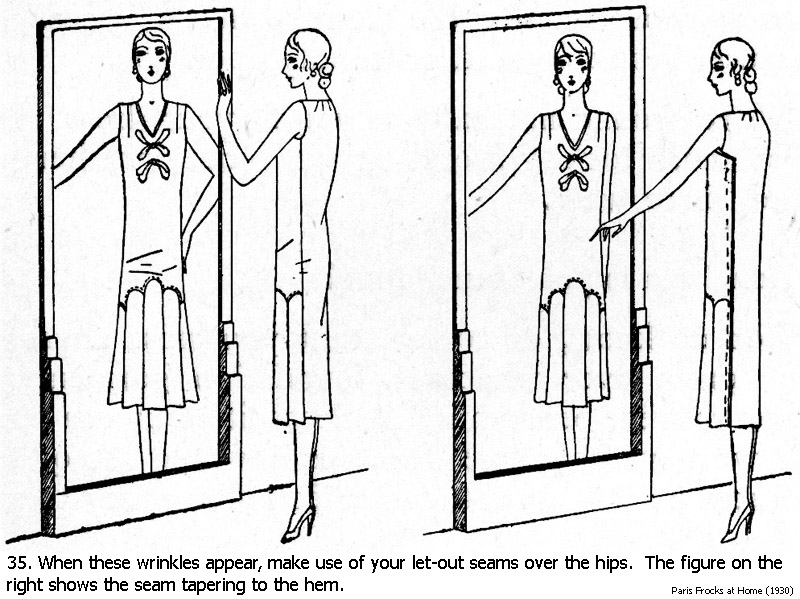 35. When these wrinkles appear, make use of your let-out seams over the hips.  The figure on the
right shows the seam tapering to the hem.
Paris Frocks at Home (1930)